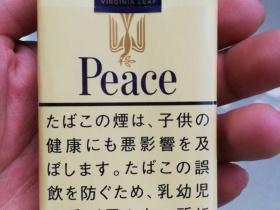 VIRGINIA LEAF
Peace
たばこの煙は、子供の
健康にも悪影響を及
ぼします。たばこの誤
飲を防ぐため、乳幼児